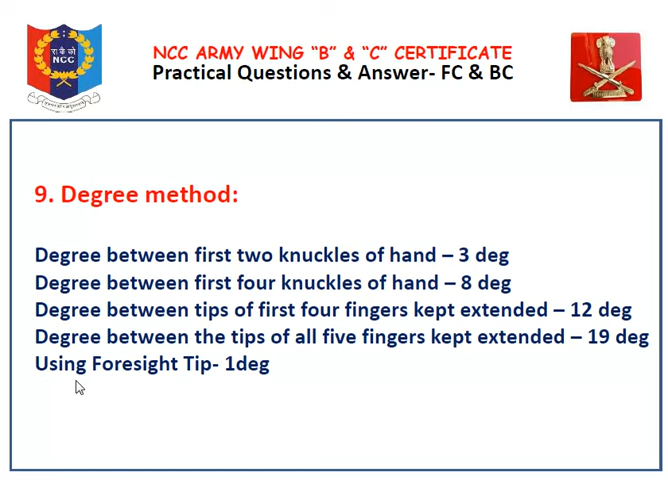 NCC ARMY WING "B" & "C" CERTIFICATE
Practical Questions & Answer- FC & BC
रा कै को
NCC
9. Degree method:
Degree between first two knuckles of hand – 3 deg
Degree between first four knuckles of hand – 8 deg
Degree between tips of first four fingers kept extended – 12 deg
Degree between the tips of all five fingers kept extended – 19 deg
Using Foresight Tip- 1deg